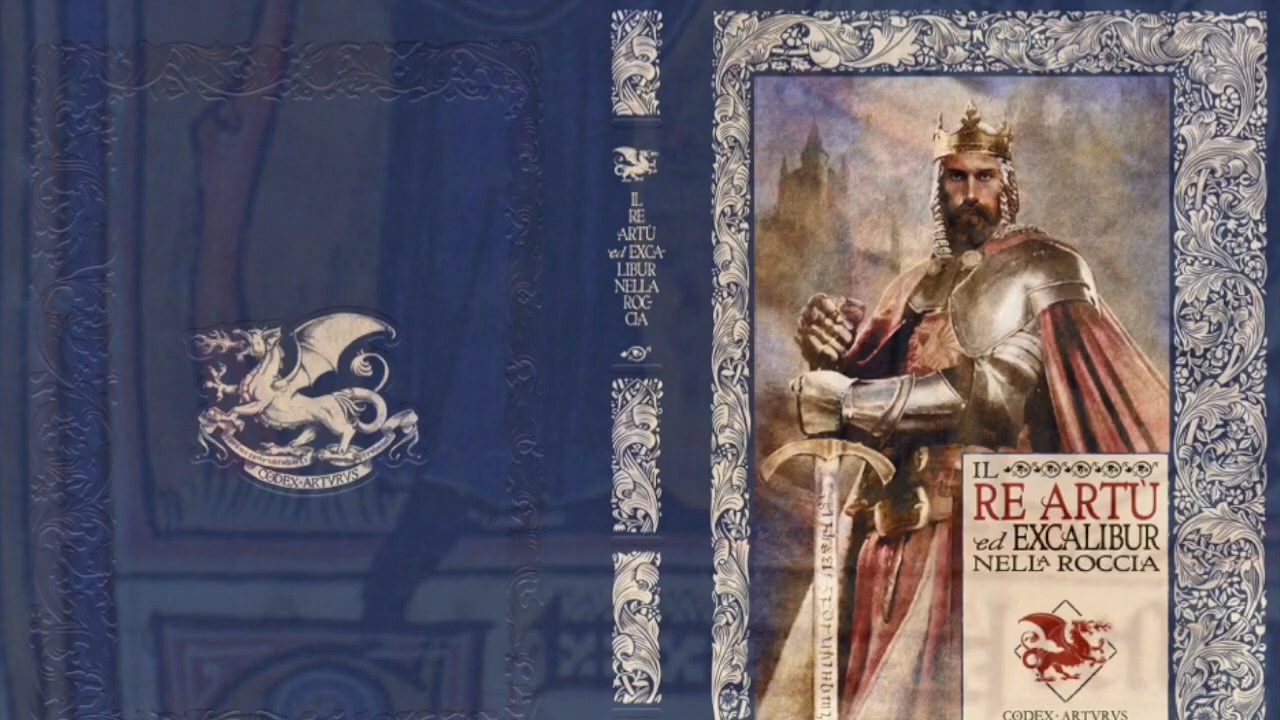 CODEX·ARTVRVS
IL
RE
ARTÙ
ed EXCA-
LIBUR
NELLA
ROC-
CIA
IL
RE ARTÙ
ed EXCALIBUR
NELLA ROCCIA
CODEX·ARTVRVS